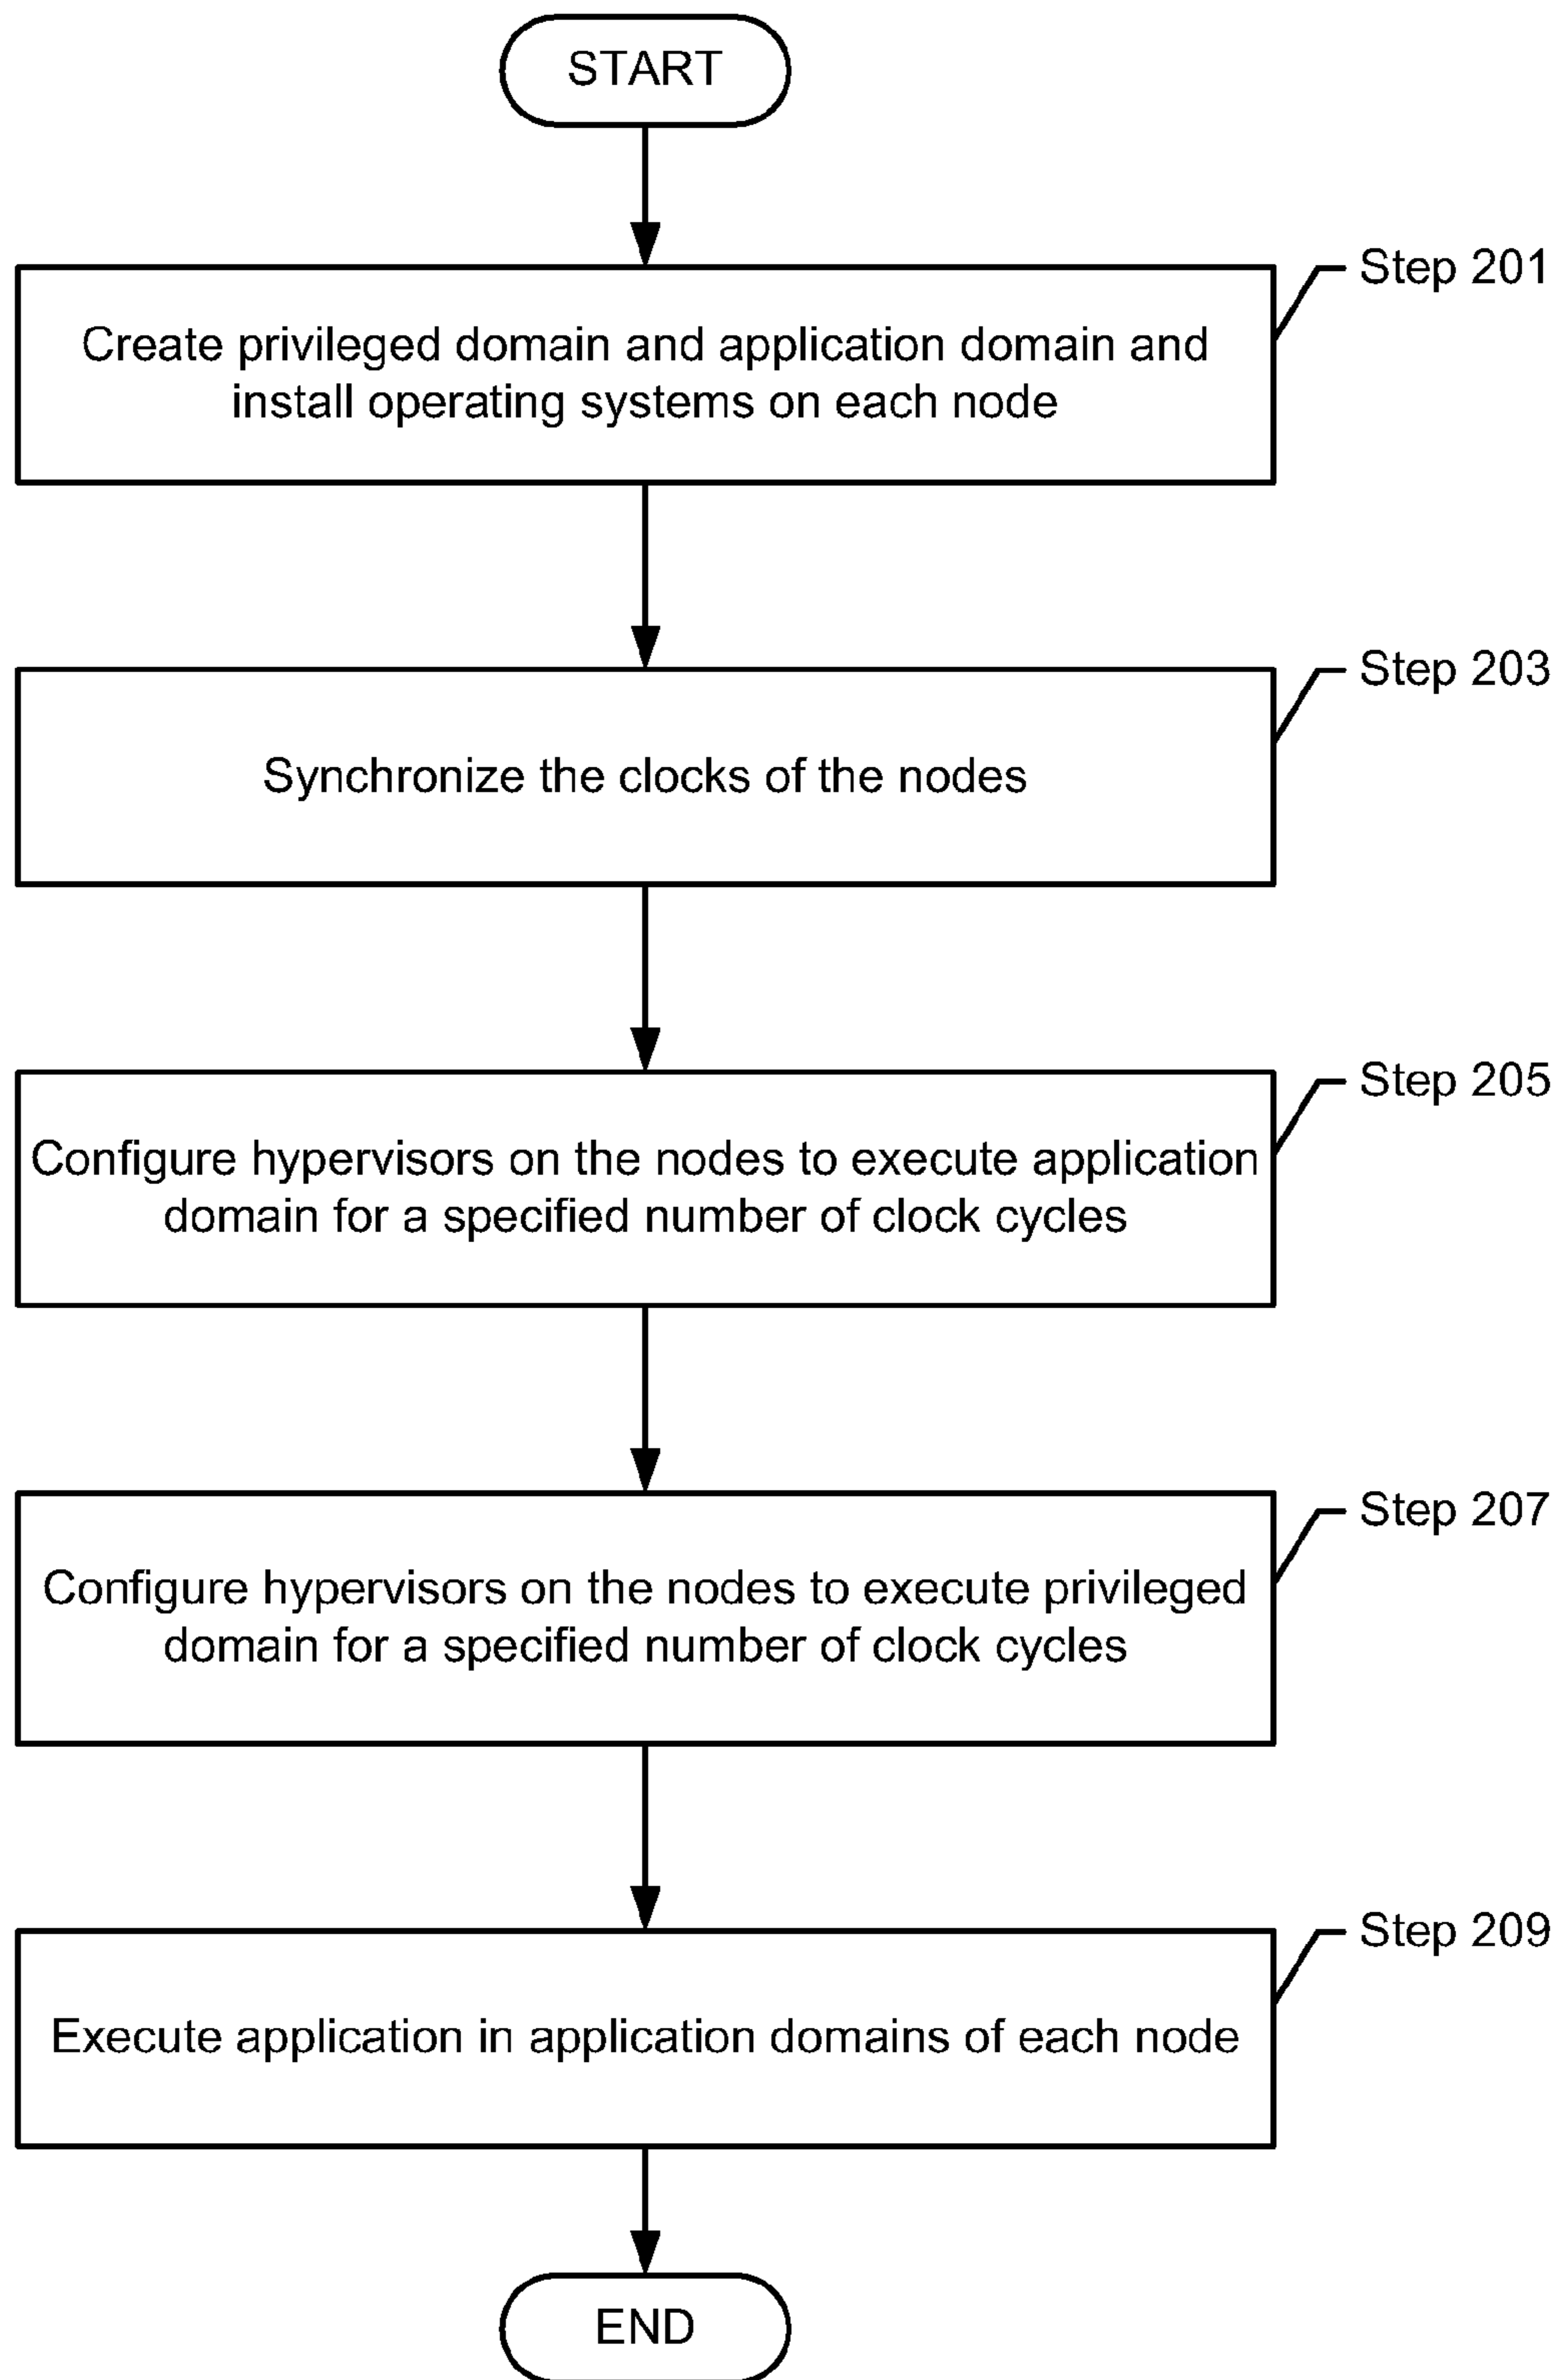 START
Step 201
Create privileged domain and application domain and
install operating systems on each node
Step 203
Synchronize the clocks of the nodes
Step 205
Configure hypervisors on the nodes to execute application
domain for a specified number of clock cycles
Step 207
Configure hypervisors on the nodes to execute privileged
domain for a specified number of clock cycles
Step 209
Execute application in application domains of each node
END